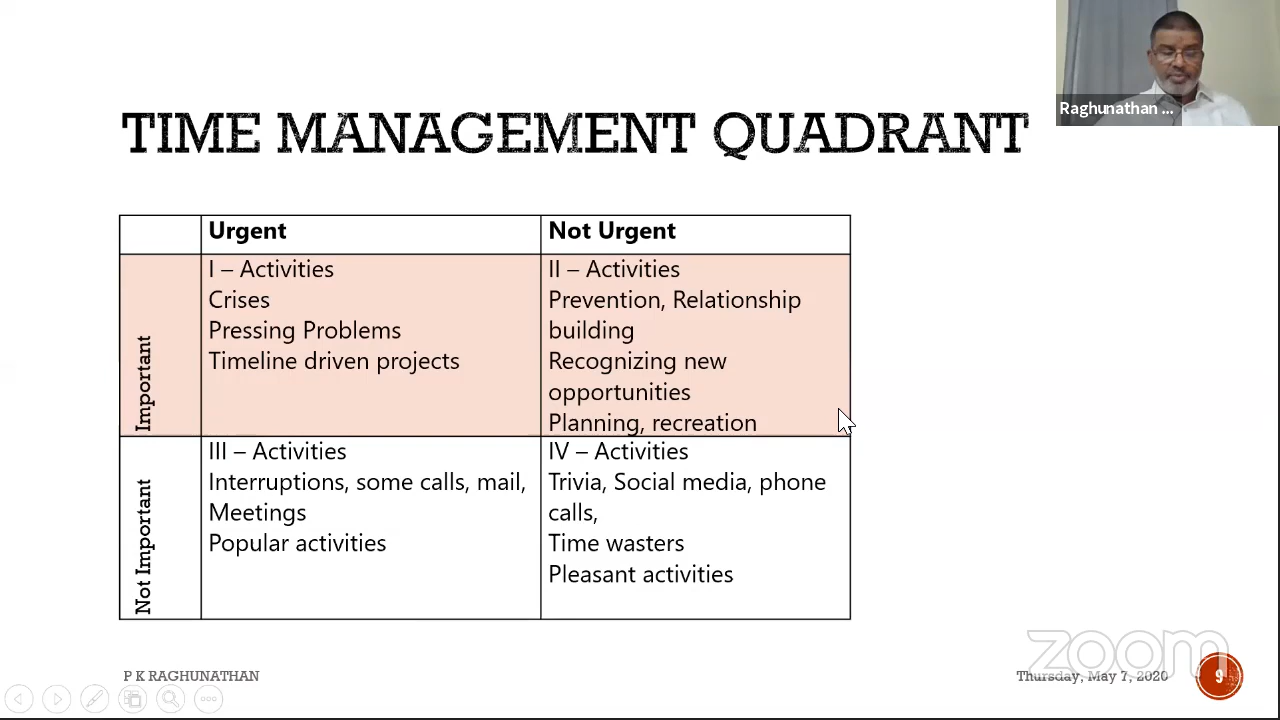 Raghunathan ...
TIME MANAGEMENT QUADRANT
Urgent
Not Urgent
Important
I – Activities
Crises
Pressing Problems
Timeline driven projects
II – Activities
Prevention, Relationship
building
Recognizing new
opportunities
Planning, recreation
Not Important
III – Activities
Interruptions, some calls, mail,
Meetings
Popular activities
IV – Activities
Trivia, Social media, phone
calls,
Time wasters
Pleasant activities
zoom
P K RAGHUNATHAN
Thursday, May 7, 2020
9